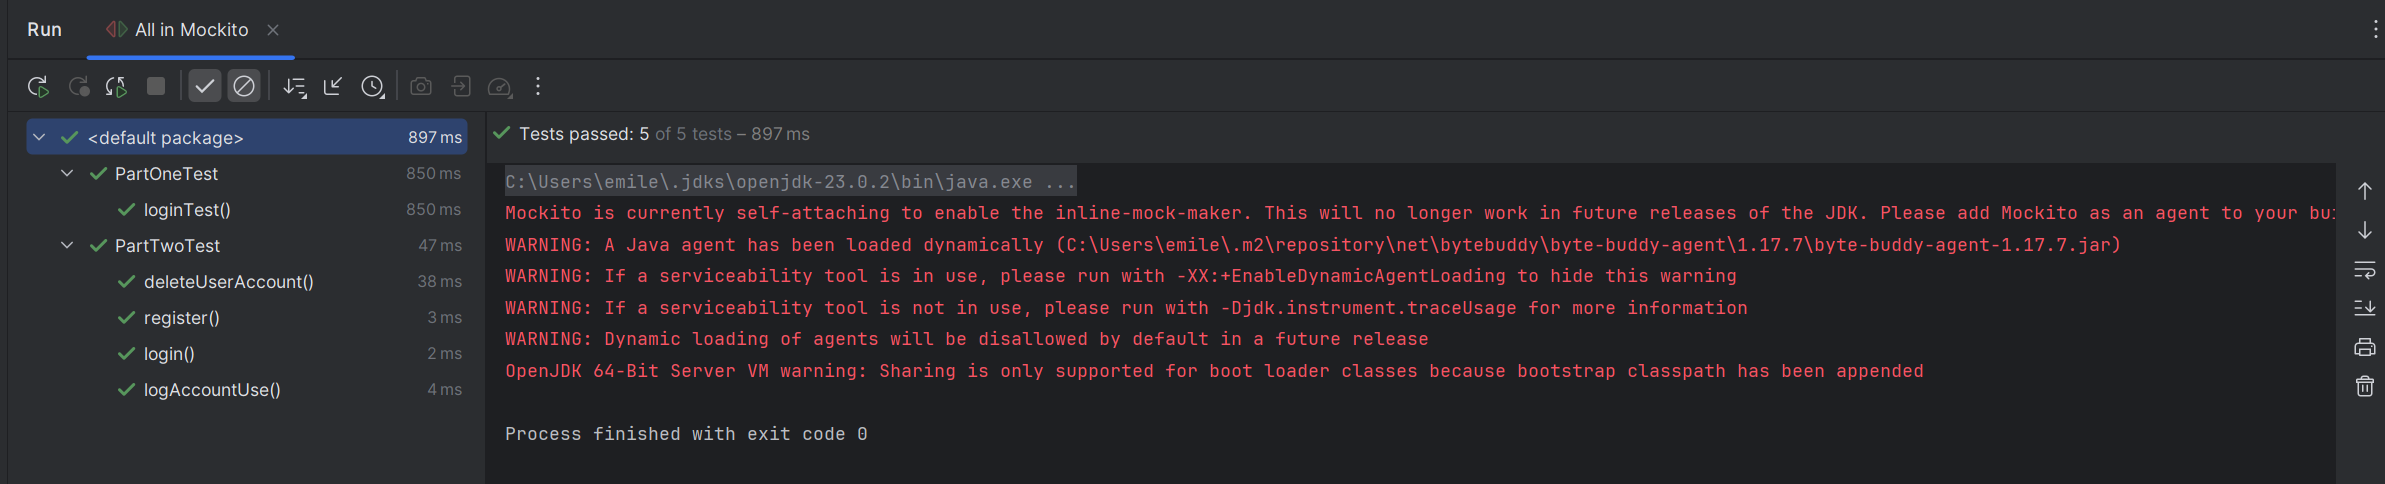 Run All in Mockito
<default package> 897 ms
PartOneTest 850 ms
loginTest() 850 ms
PartTwoTest 47 ms
deleteUserAccount() 38 ms
register() 3 ms
login() 2 ms
logAccountUse() 4 ms
Tests passed: 5 of 5 tests – 897 ms
C:\Users\emile\.jdks\openjdk-23.0.2\bin\java.exe ...
Mockito is currently self-attaching to enable the inline-mock-maker. This will no longer work in future releases of the JDK. Please add Mockito as an agent to your
WARNING: A Java agent has been loaded dynamically (C:\Users\emile\.m2\repository\net\bytebuddy\byte-buddy-agent\1.17.7\byte-buddy-agent-1.17.7.jar)
WARNING: If a serviceability tool is in use, please run with -XX:+EnableDynamicAgentLoading to hide this warning
WARNING: If a serviceability tool is not in use, please run with -Djdk.instrument.traceUsage for more information
WARNING: Dynamic loading of agents will be disallowed by default in a future release
OpenJDK 64-Bit Server VM warning: Sharing is only supported for boot loader classes because bootstrap classpath has been appended
Process finished with exit code 0